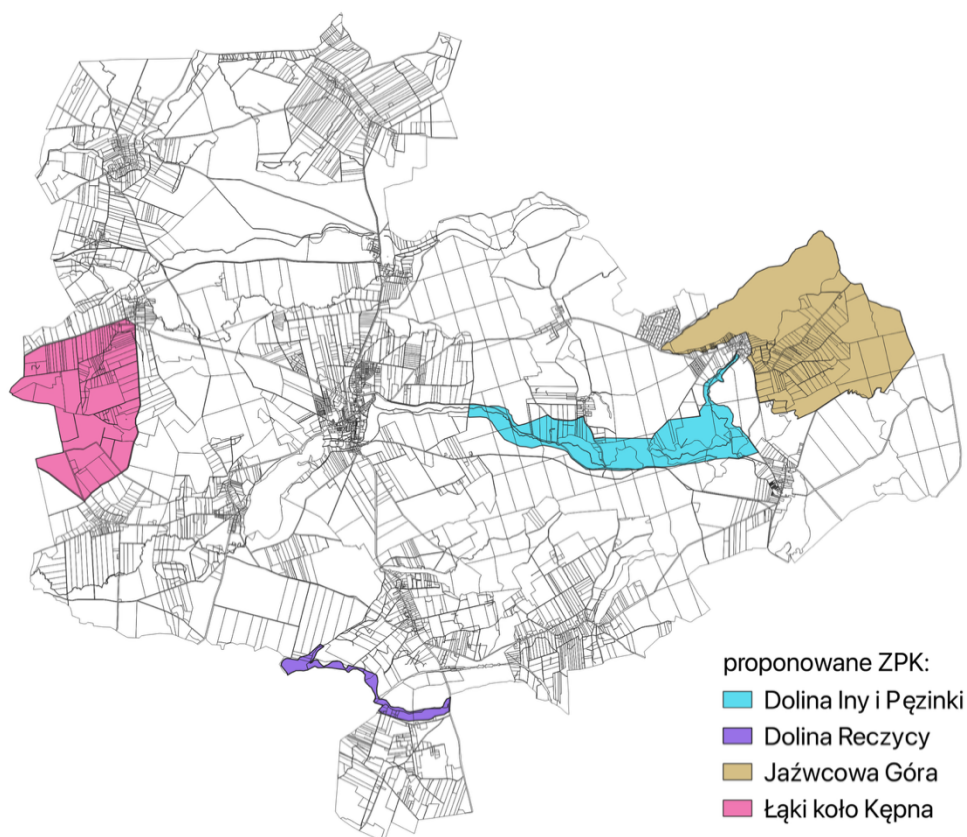 proponowane ZPK:
Dolina Iny i Pęzinki
Dolina Reczycy
Jaźwcowa Góra
Łąki koło Kępna